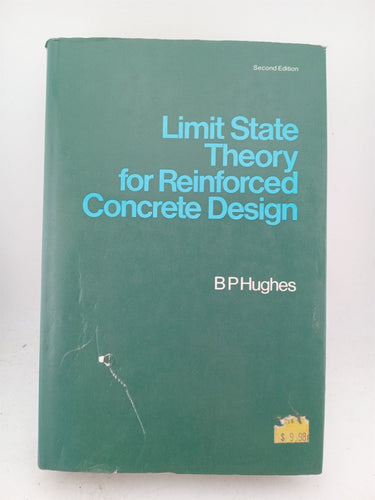 Second Edition
Limit State
Theory
for Reinforced
Concrete Design
B P Hughes
$ 9.98